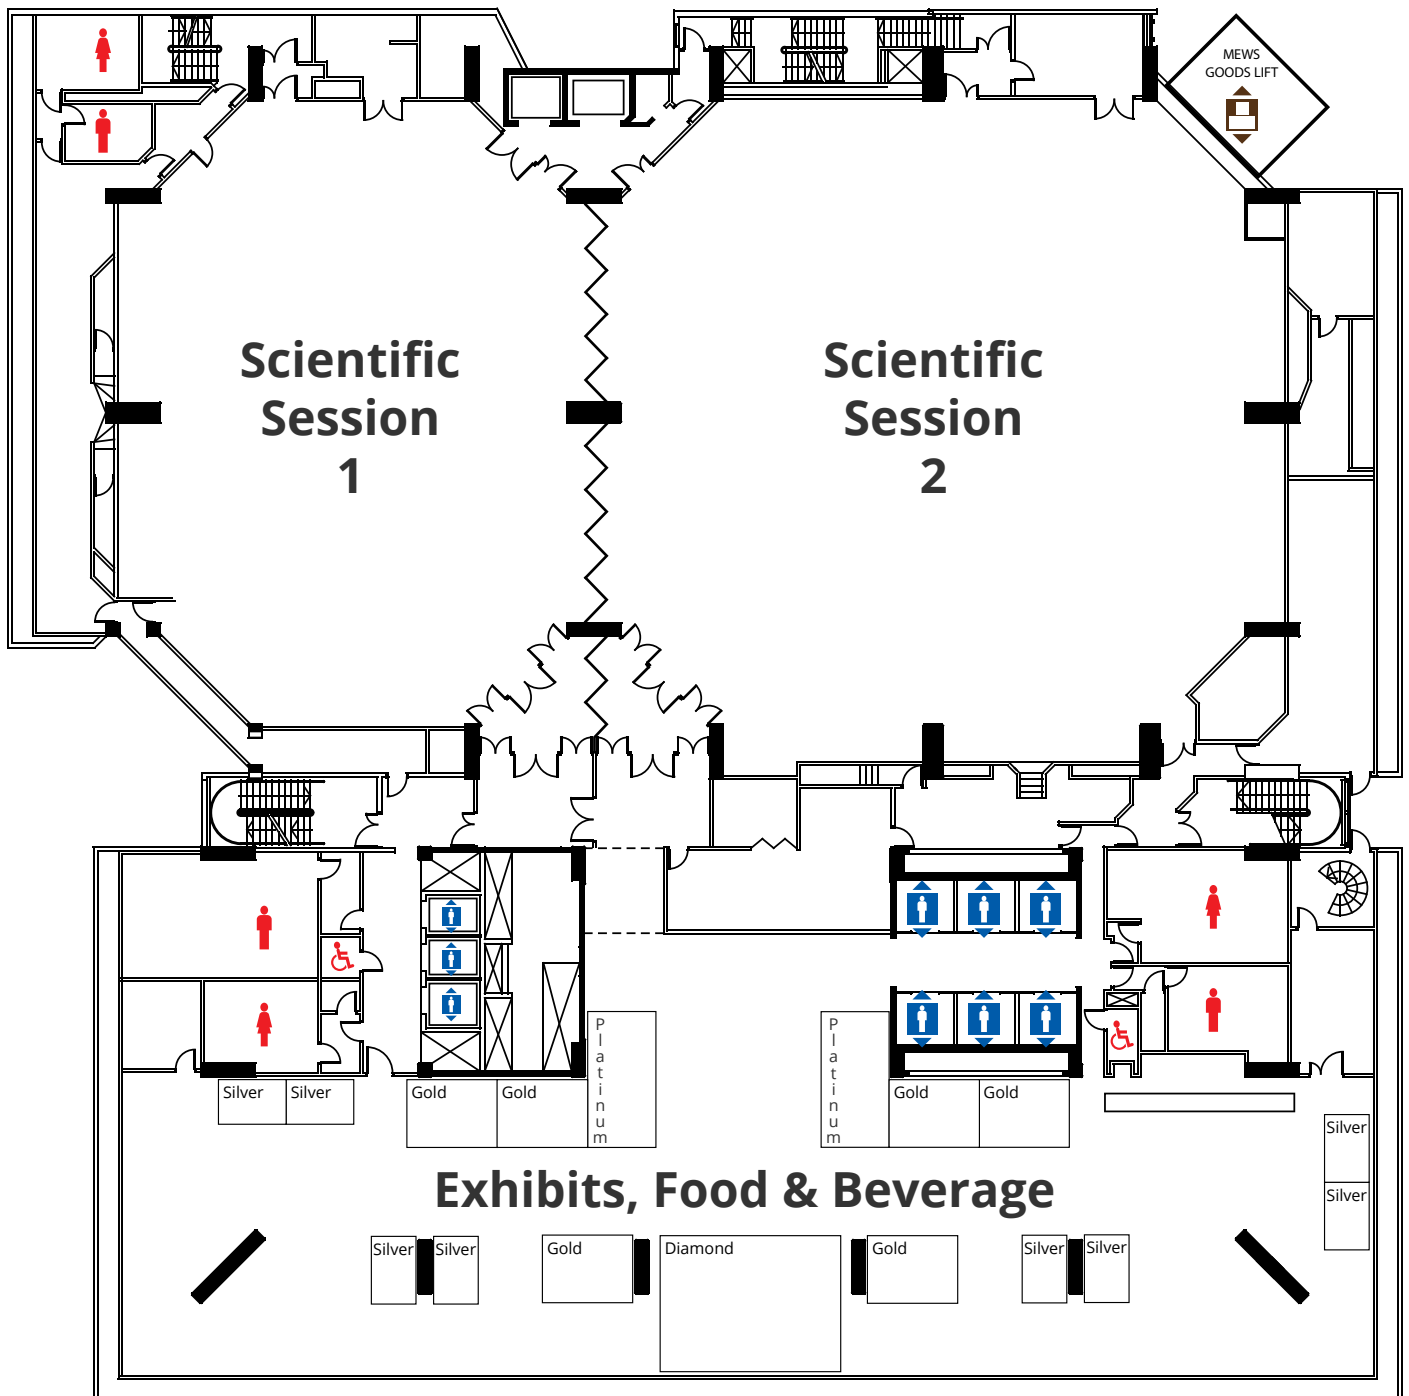 MEWS
GOODS LIFT
Scientific
Session
1
Scientific
Session
2
Platinum
Platinum
Silver
Silver
Gold
Gold
Gold
Gold
Silver
Silver
Exhibits, Food & Beverage
Silver
Silver
Gold
Diamond
Gold
Silver
Silver